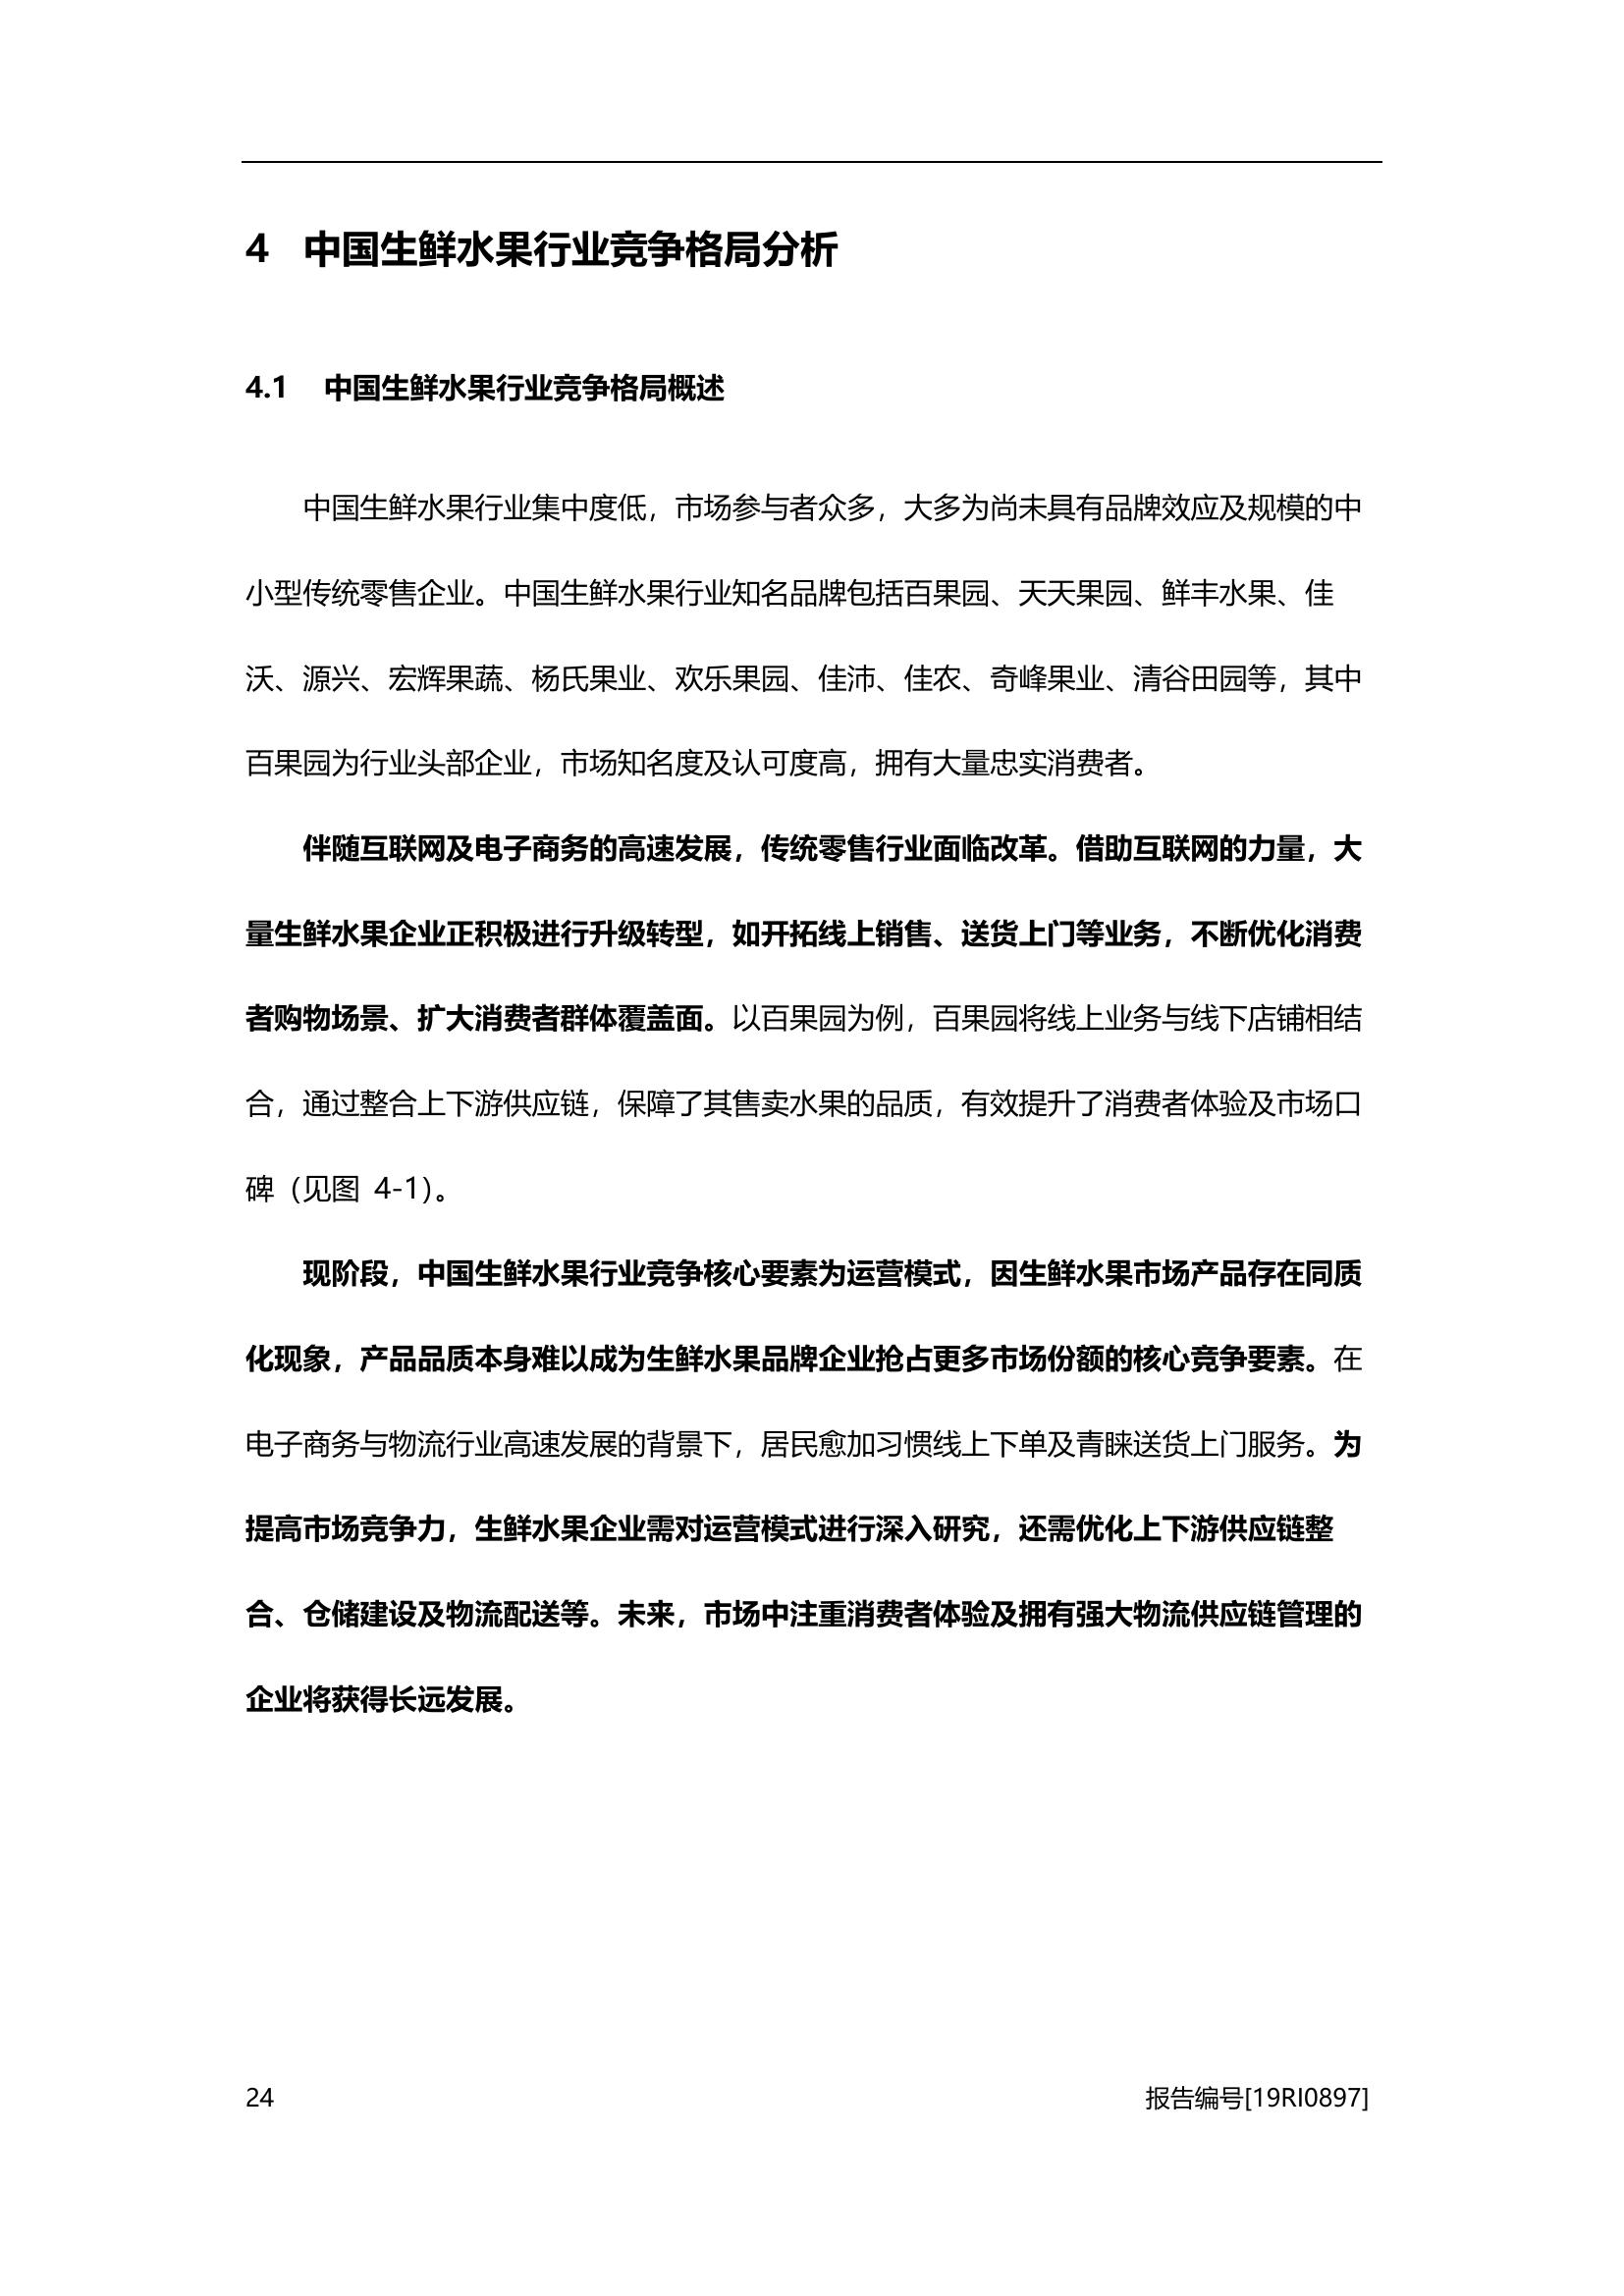 4 中国生鲜水果行业竞争格局分析
4.1 中国生鲜水果行业竞争格局概述
中国生鲜水果行业集中度低，市场参与者众多，大多为尚未具有品牌效应及规模的中
小型传统零售企业。中国生鲜水果行业知名品牌包括百果园、天天果园、鲜丰水果、佳
沃、源兴、宏辉果蔬、杨氏果业、欢乐果园、佳沛、佳农、奇峰果业、清谷田园等，其中
百果园为行业头部企业，市场知名度及认可度高，拥有大量忠实消费者。
伴随互联网及电子商务的高速发展，传统零售行业面临改革。借助互联网的力量，大
量生鲜水果企业正积极进行升级转型，如开拓线上销售、送货上门等业务，不断优化消费
者购物场景、扩大消费者群体覆盖面。以百果园为例，百果园将线上业务与线下店铺相结
合，通过整合上下游供应链，保障了其售卖水果的品质，有效提升了消费者体验及市场口
碑（见图 4-1）。
现阶段，中国生鲜水果行业竞争核心要素为运营模式，因生鲜水果市场产品存在同质
化现象，产品品质本身难以成为生鲜水果品牌企业抢占更多市场份额的核心竞争要素。在
电子商务与物流行业高速发展的背景下，居民愈加习惯线上下单及青睐送货上门服务。为
提高市场竞争力，生鲜水果企业需对运营模式进行深入研究，还需优化上下游供应链整
合、仓储建设及物流配送等。未来，市场中注重消费者体验及拥有强大物流供应链管理的
企业将获得长远发展。
24 报告编号[19RI0897]